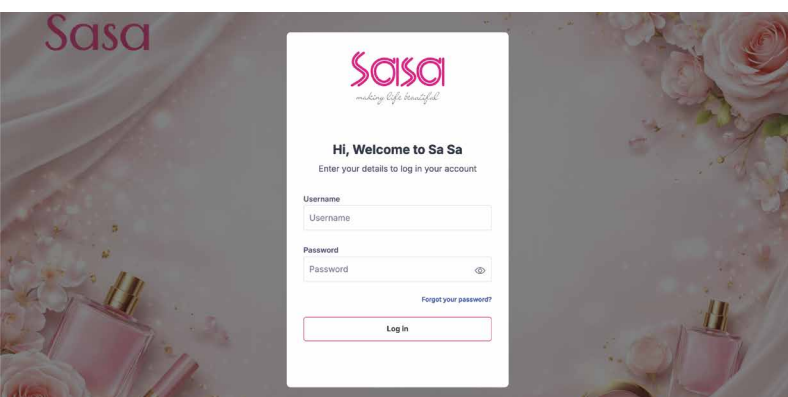 Sasa
Sasa
making life beautiful
Hi, Welcome to Sa Sa
Enter your details to log in your account
Username
Username
Password
Password
Forgot your password?
Log in